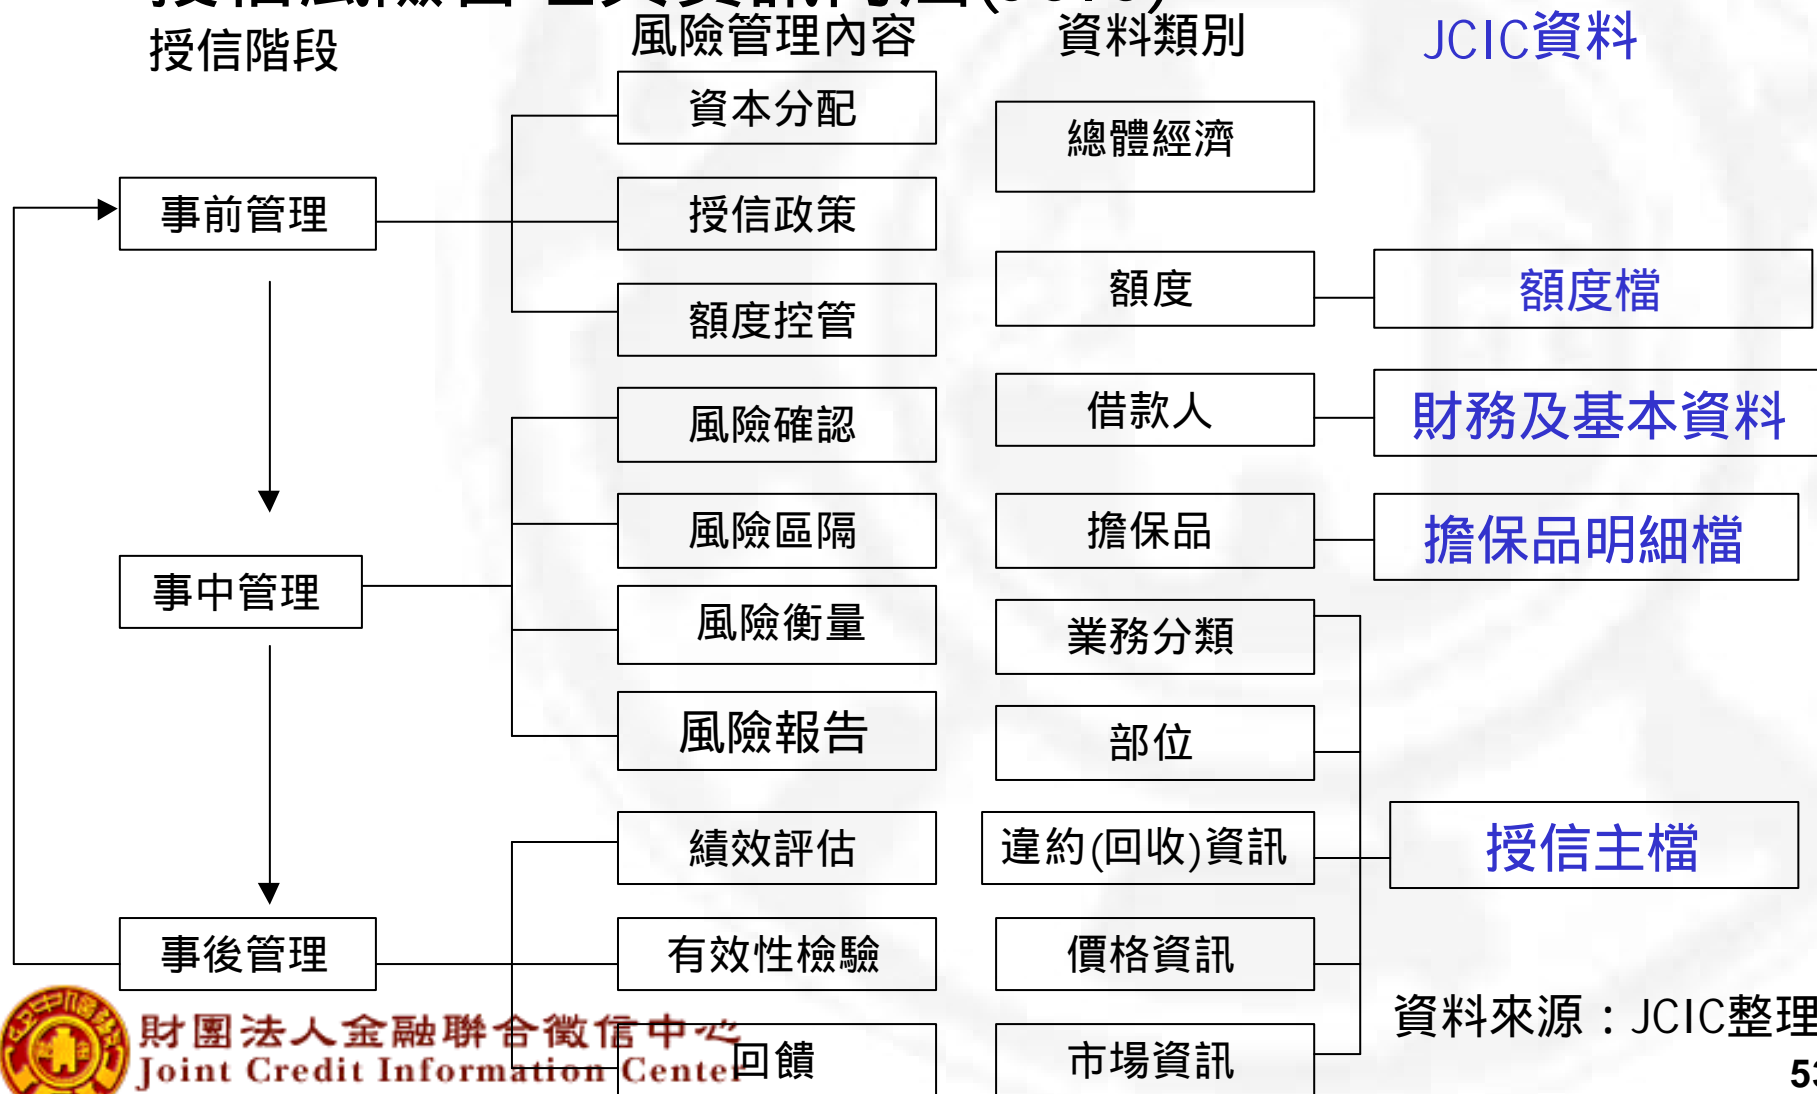 授信階段
風險管理內容
資料類別
JCIC資料
資本分配
總體經濟
事前管理
授信政策
額度
額度檔
額度控管
借款人
財務及基本資料
風險確認
風險區隔
擔保品
擔保品明細檔
事中管理
風險衡量
業務分類
風險報告
部位
績效評估
違約(回收)資訊
授信主檔
事後管理
有效性檢驗
價格資訊
資料來源：JCIC整理
財團法人金融聯合徵信中心
Joint Credit Information Center
回饋
市場資訊